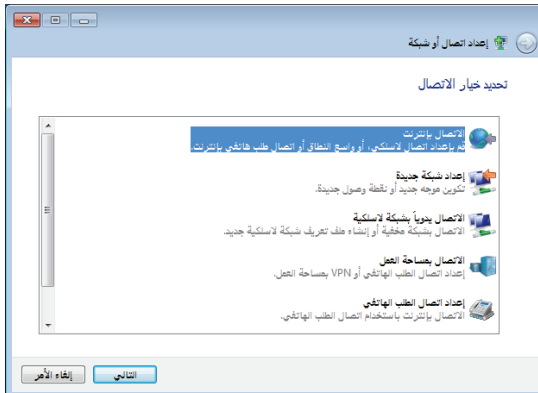 إعداد اتصال أو شبكة
تحديد خيار الاتصال
الاتصال بإنترنت
قم بإعداد اتصال لاسلكي، أو واسع النطاق أو اتصال طلب هاتفي بإنترنت.
إعداد شبكة جديدة
تكوين موجه جديد أو نقطة وصول جديدة.
الاتصال يدوياً بشبكة لاسلكية
الاتصال بشبكة مخفية أو إنشاء ملف تعريف شبكة لاسلكية جديد.
الاتصال بمساحة العمل
إعداد اتصال الطلب الهاتفي أو VPN بمساحة العمل.
إعداد اتصال الطلب الهاتفي
الاتصال بإنترنت باستخدام اتصال الطلب الهاتفي.
التالي
إلغاء الأمر